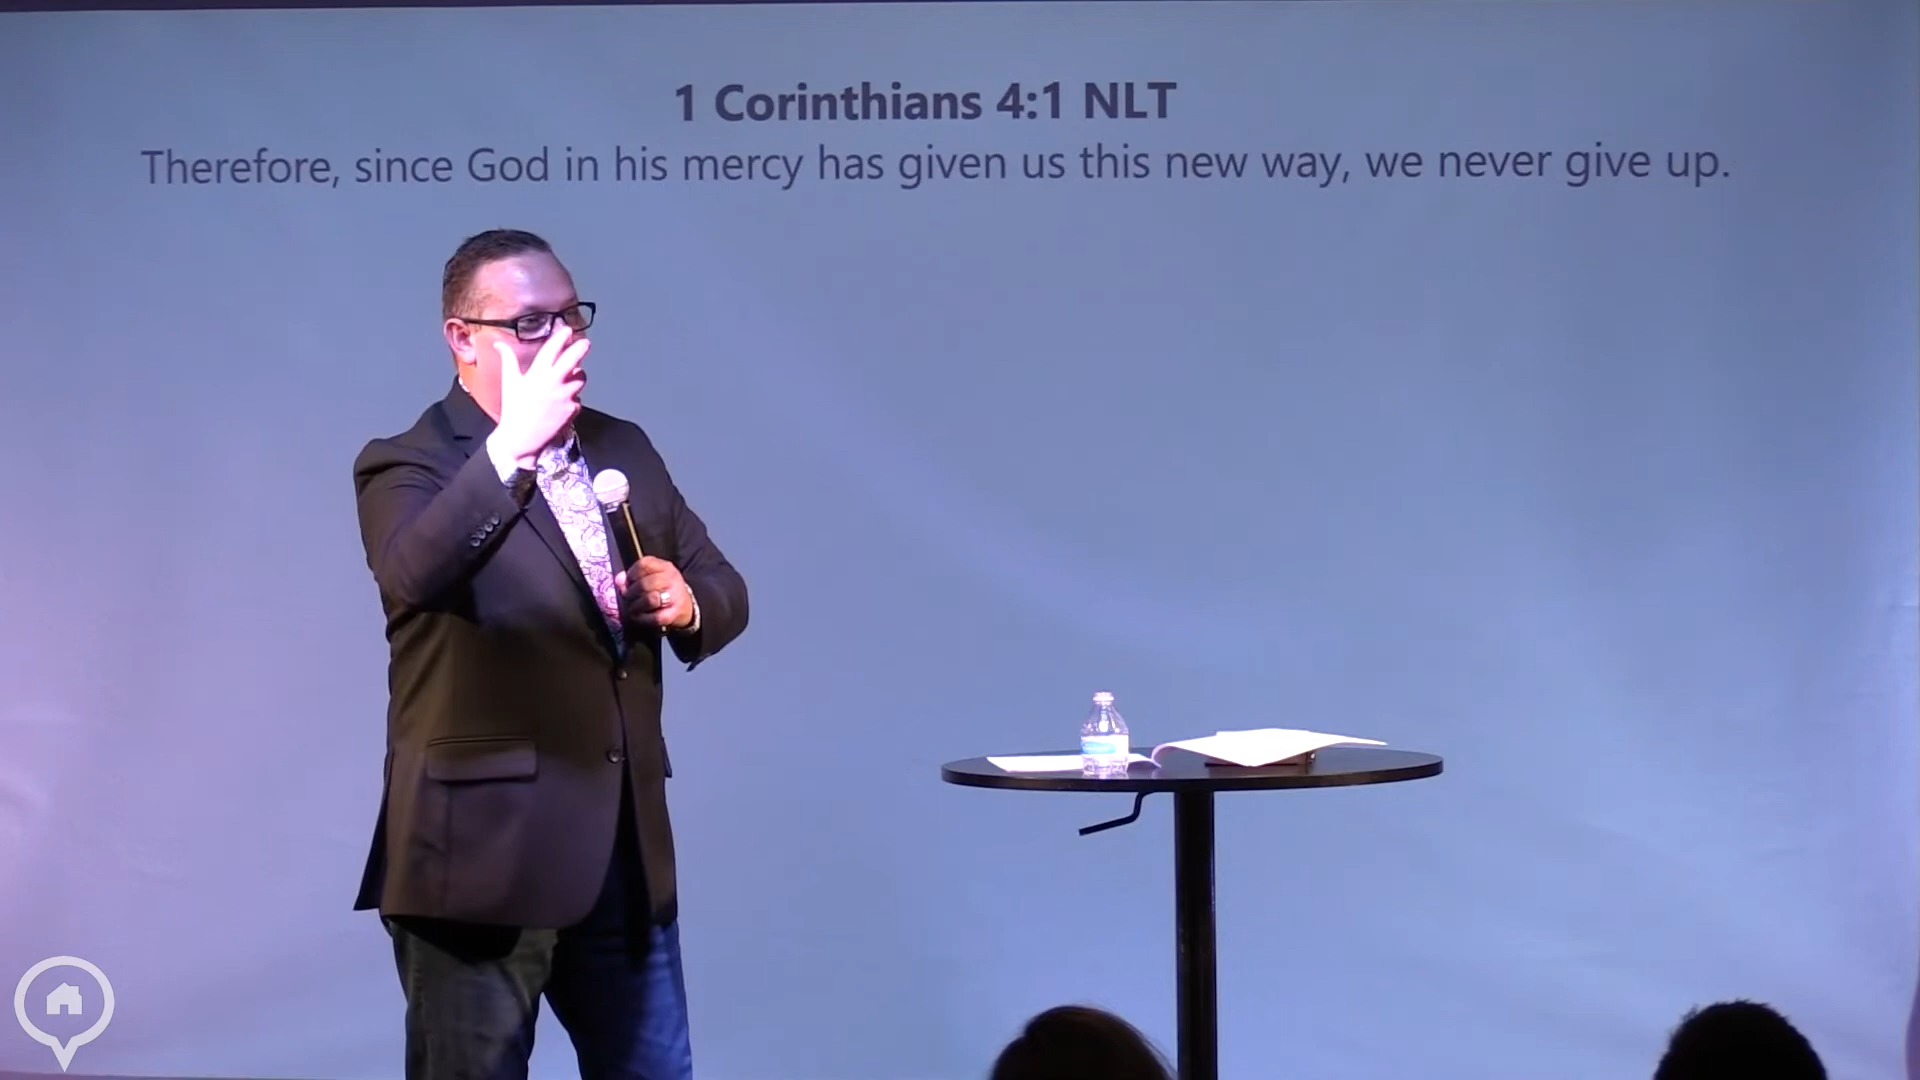 1 Corinthians 4:1 NLT
Therefore, since God in his mercy has given us this new way, we never give up.